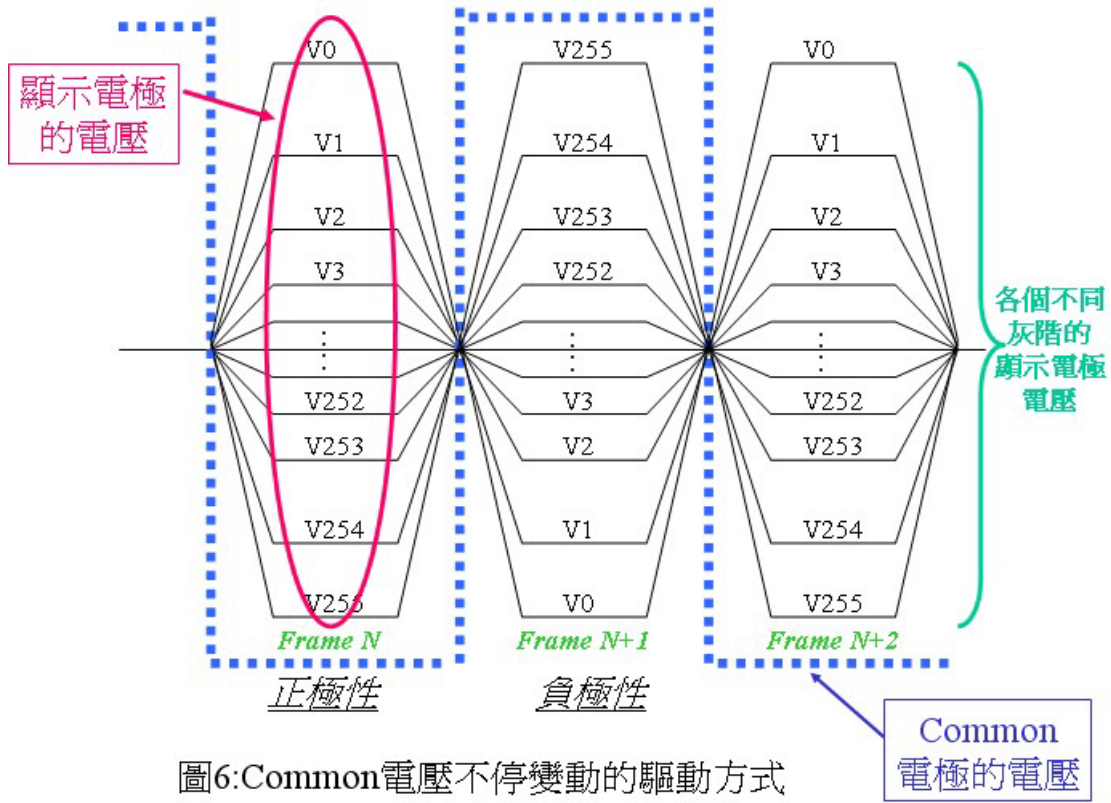 V0
V255
V0
顯示電極
的電壓
V1
V254
V1
V2
V253
V2
V3
V252
V3
各個不同
灰階的
顯示電極
電壓
V252
V3
V252
V253
V2
V253
V254
V1
V254
V255
V0
V255
Frame N
Frame N+1
Frame N+2
正極性
負極性
Common
電極的電壓
圖6:Common電壓不停變動的驅動方式